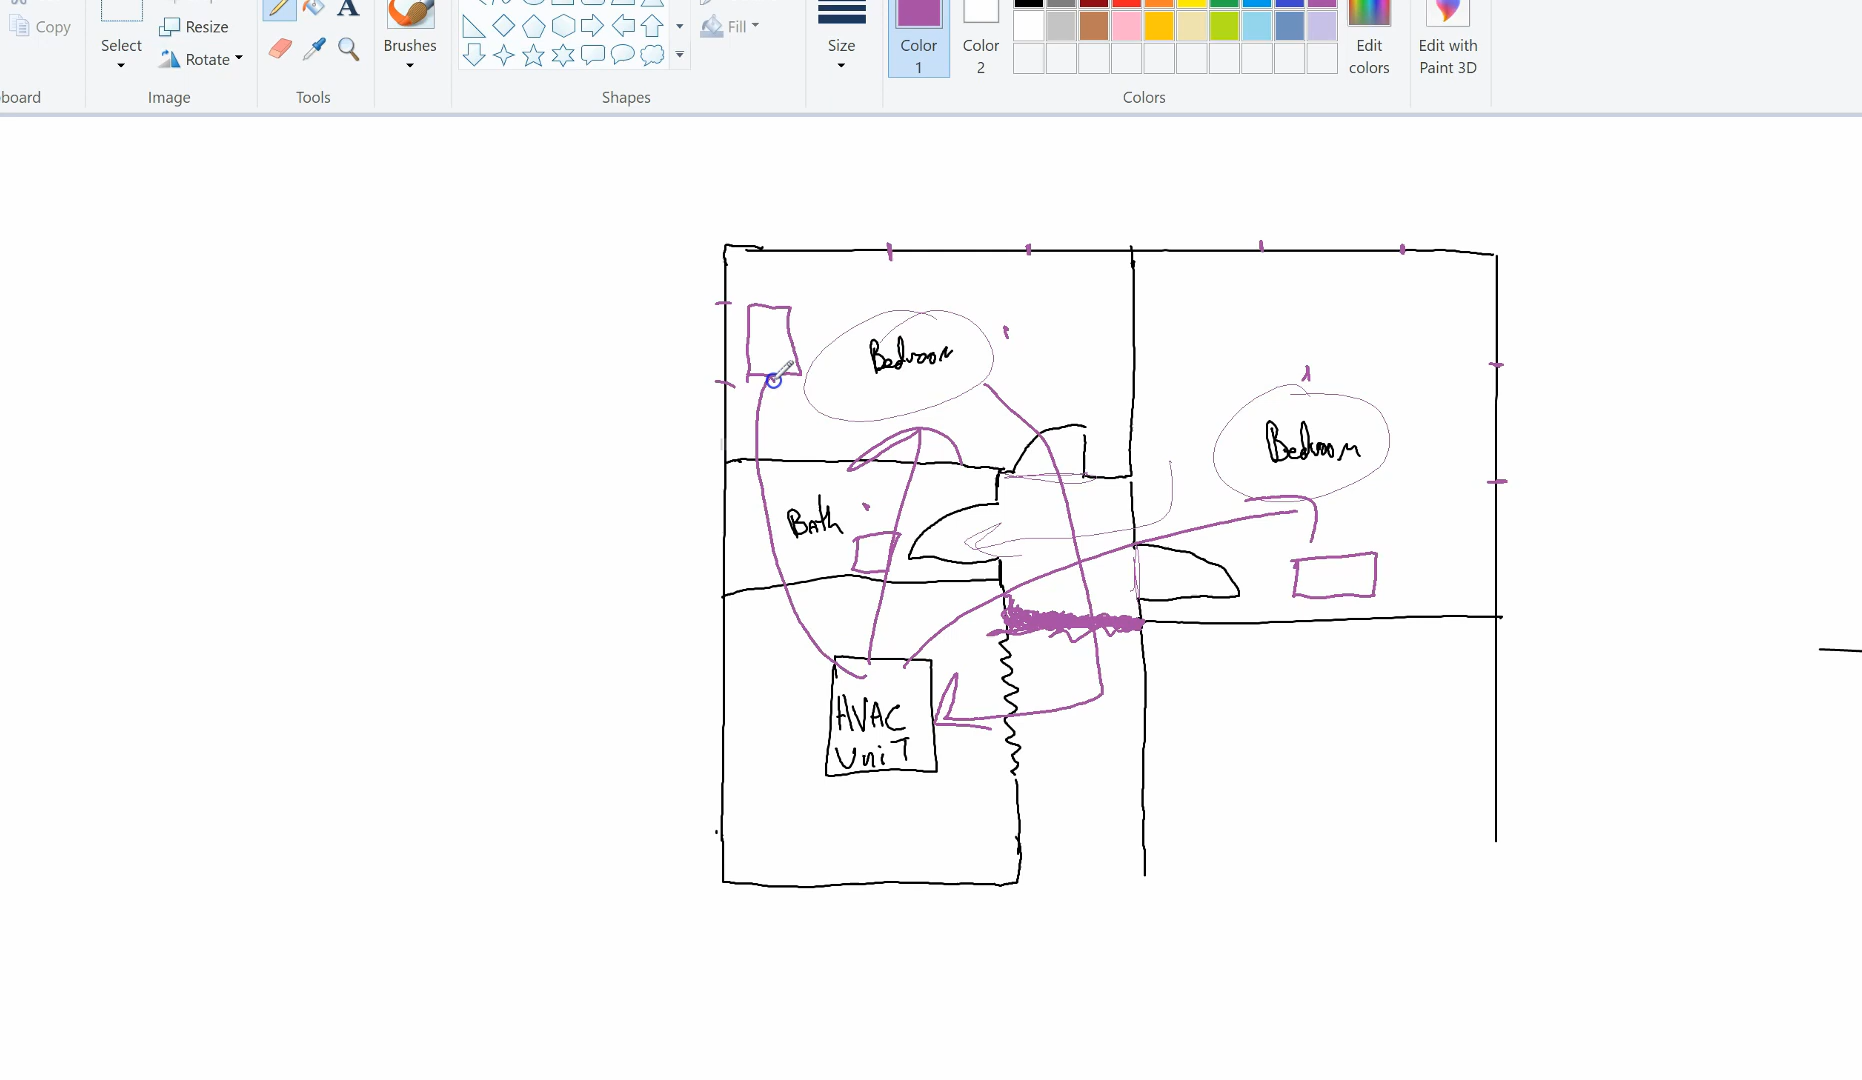 Copy
Select
Resize
Rotate
Brushes
Fill
Size
Color
1
Color
2
Edit
colors
Edit with
Paint 3D
board
Image
Tools
Shapes
Colors
Bedroom
Bedroom
Bath
HVAC
UniT